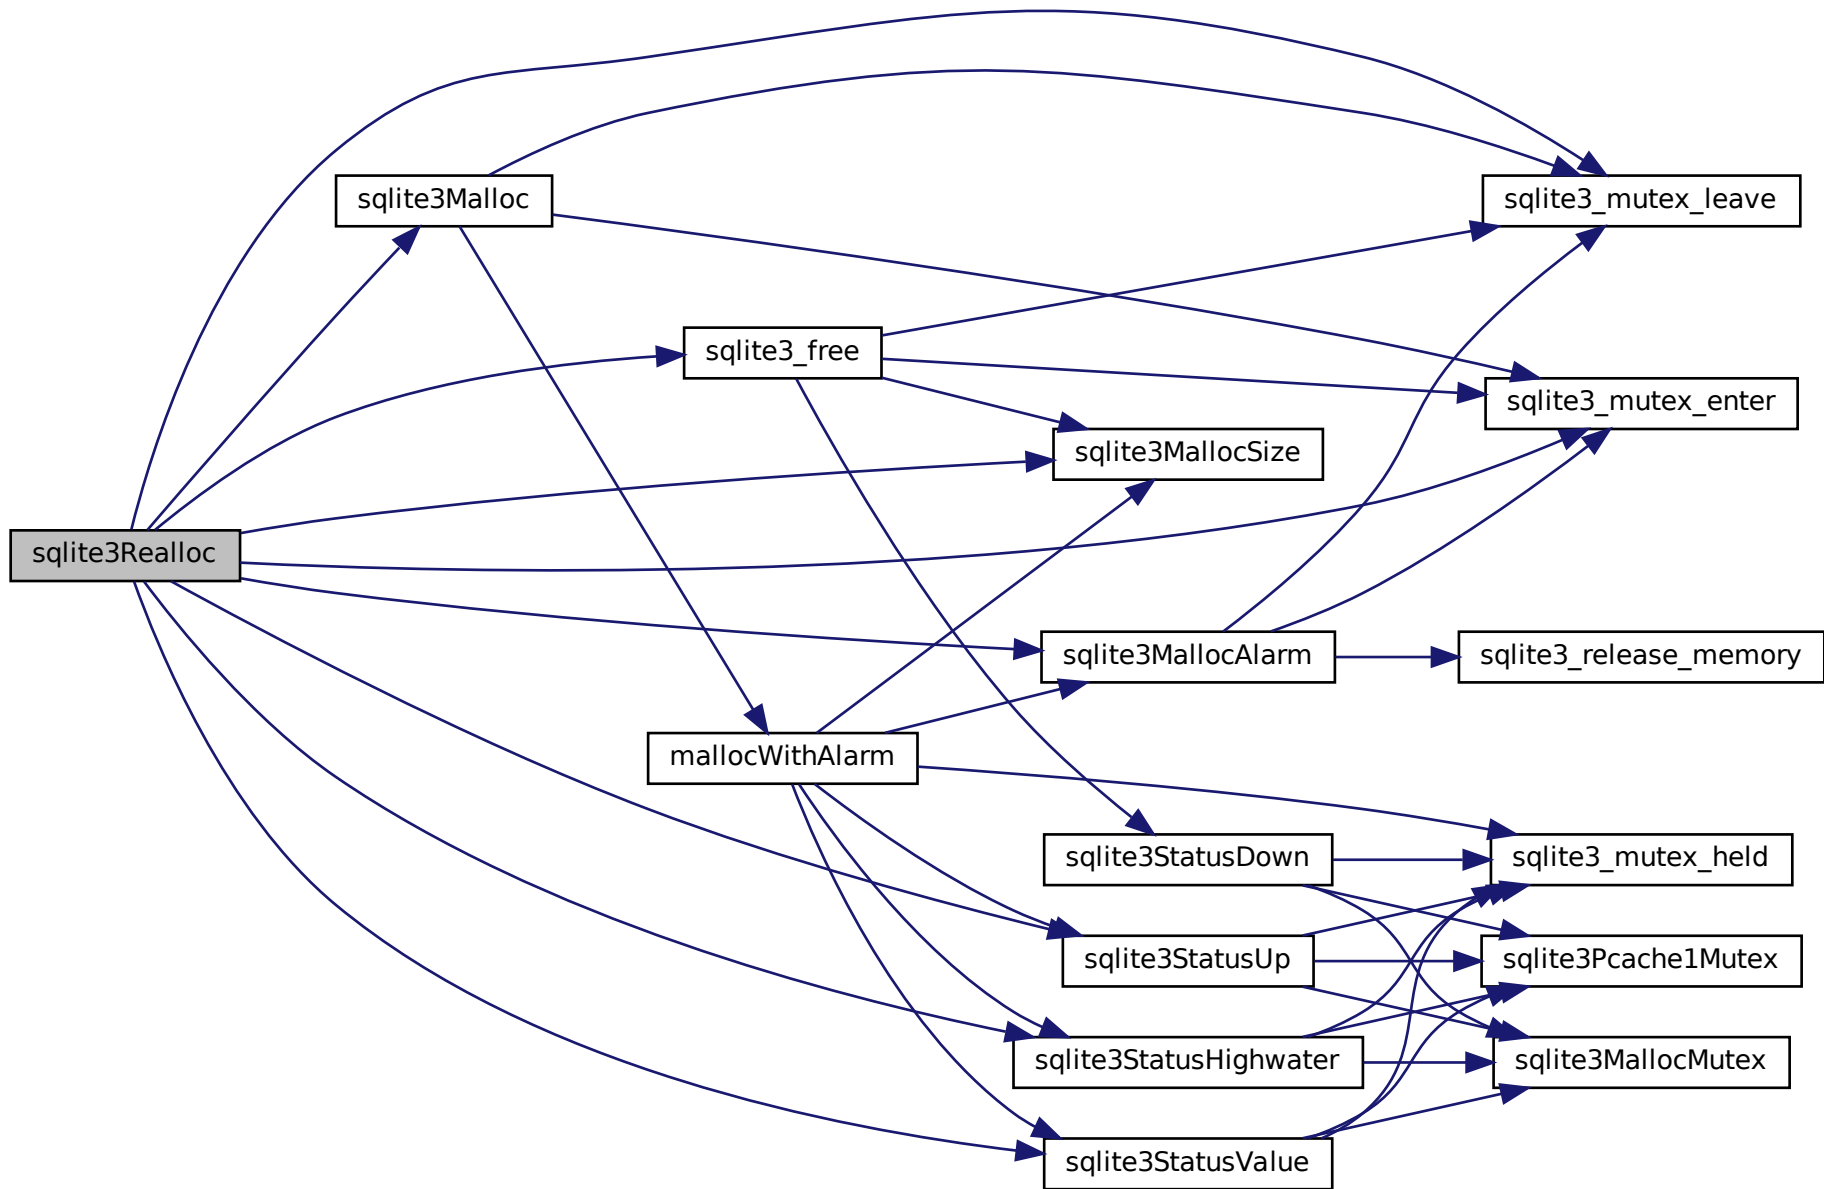 sqlite3_mutex_leave
sqlite3Malloc
sqlite3_free
sqlite3_mutex_enter
sqlite3MallocSize
sqlite3Realloc
sqlite3MallocAlarm
sqlite3_release_memory
mallocWithAlarm
sqlite3StatusDown
sqlite3_mutex_held
sqlite3StatusUp
sqlite3Pcache1Mutex
sqlite3StatusHighwater
sqlite3MallocMutex
sqlite3StatusValue